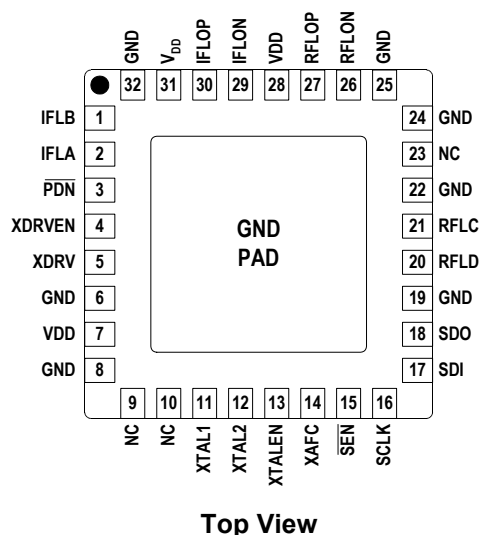 GND VDD IFLOP IFLON VDD RFLOP RFLON GND
32 31 30 29 28 27 26 25
IFLB 1
IFLA 2
PDN 3
XDRVEN 4
XDRV 5
GND 6
VDD 7
GND 8
GND
PAD
24 GND
23 NC
22 GND
21 RFLC
20 RFLD
19 GND
18 SDO
17 SDI
9 10 11 12 13 14 15 16
NC NC XTAL1 XTAL2 XTALEN XAFC SEN SCLK
Top View